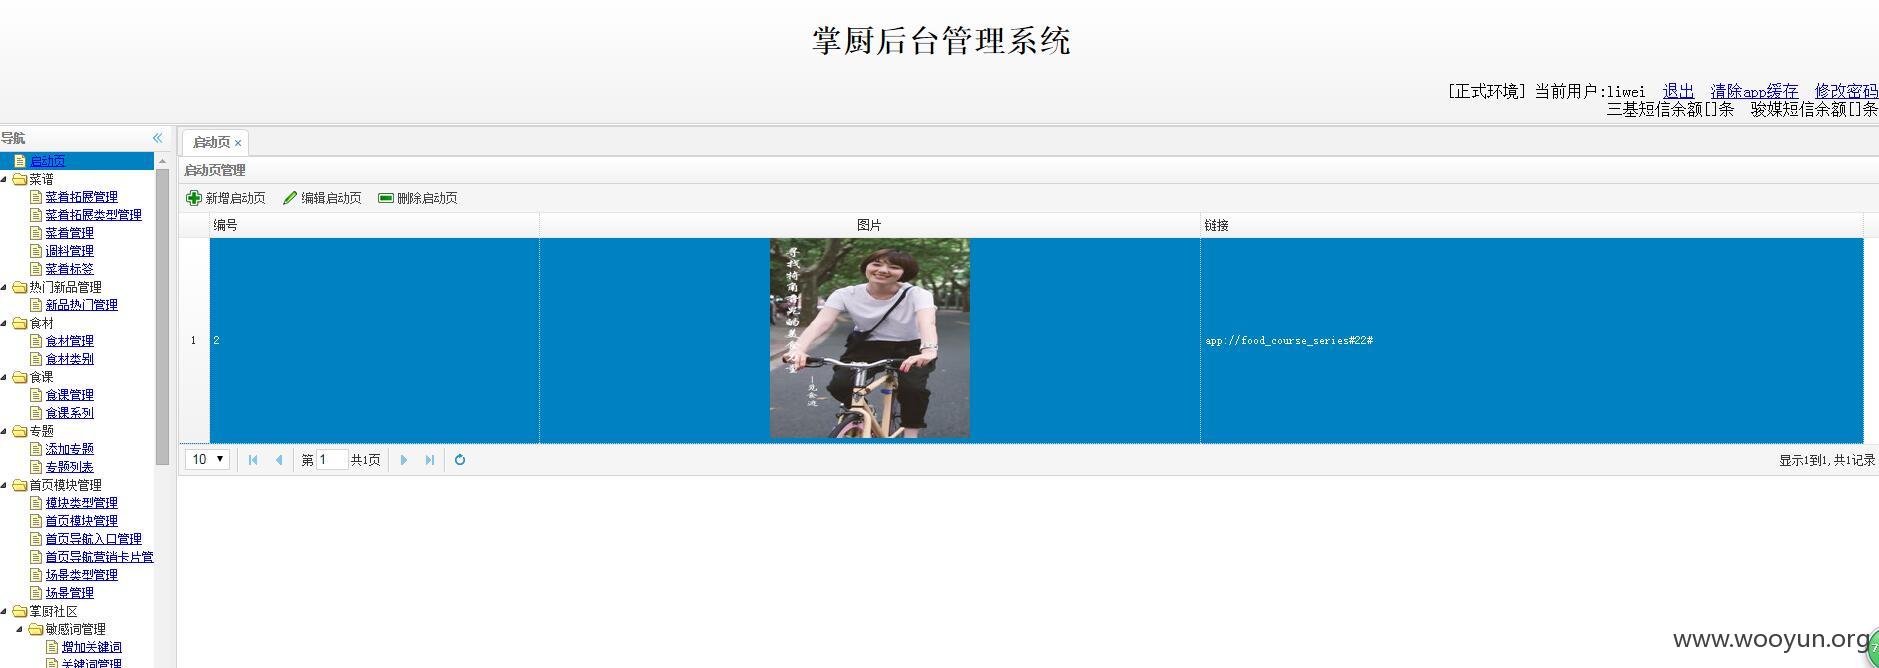 掌厨后台管理系统
[正式环境] 当前用户:liwei 退出 清除app缓存 修改密码
三基短信余额[]条 骏媒短信余额[]条
导航
启动页
菜谱
菜肴拓展管理
菜肴拓展类型管理
菜肴管理
调料管理
菜肴标签
热门新品管理
新品热门管理
食材
食材管理
食材类别
食课
食课管理
食课系列
专题
添加专题
专题列表
首页模块管理
模块类型管理
首页模块管理
首页导航入口管理
首页导航营销卡片管
场景类型管理
场景管理
掌厨社区
敏感词管理
增加关键词
关键词管理
启动页
启动页管理
新增启动页 编辑启动页 删除启动页
编号 图片 链接
1 2 app://food_course_series#22#
寻找将角
的美食力量
10 第 1 共1页 显示1到1,共1记录
www.wooyun.org